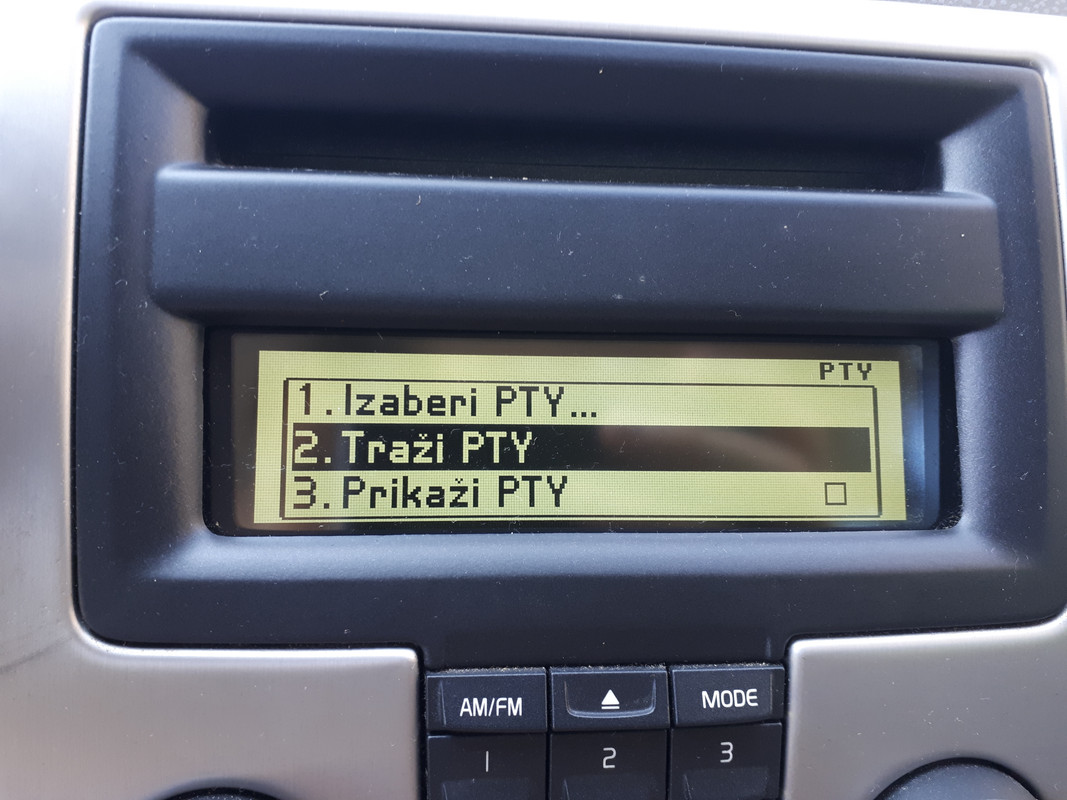 PTY
1. Izaberi PTY...
2. Traži PTY
3. Prikaži PTY
AM/FM MODE
1 2 3